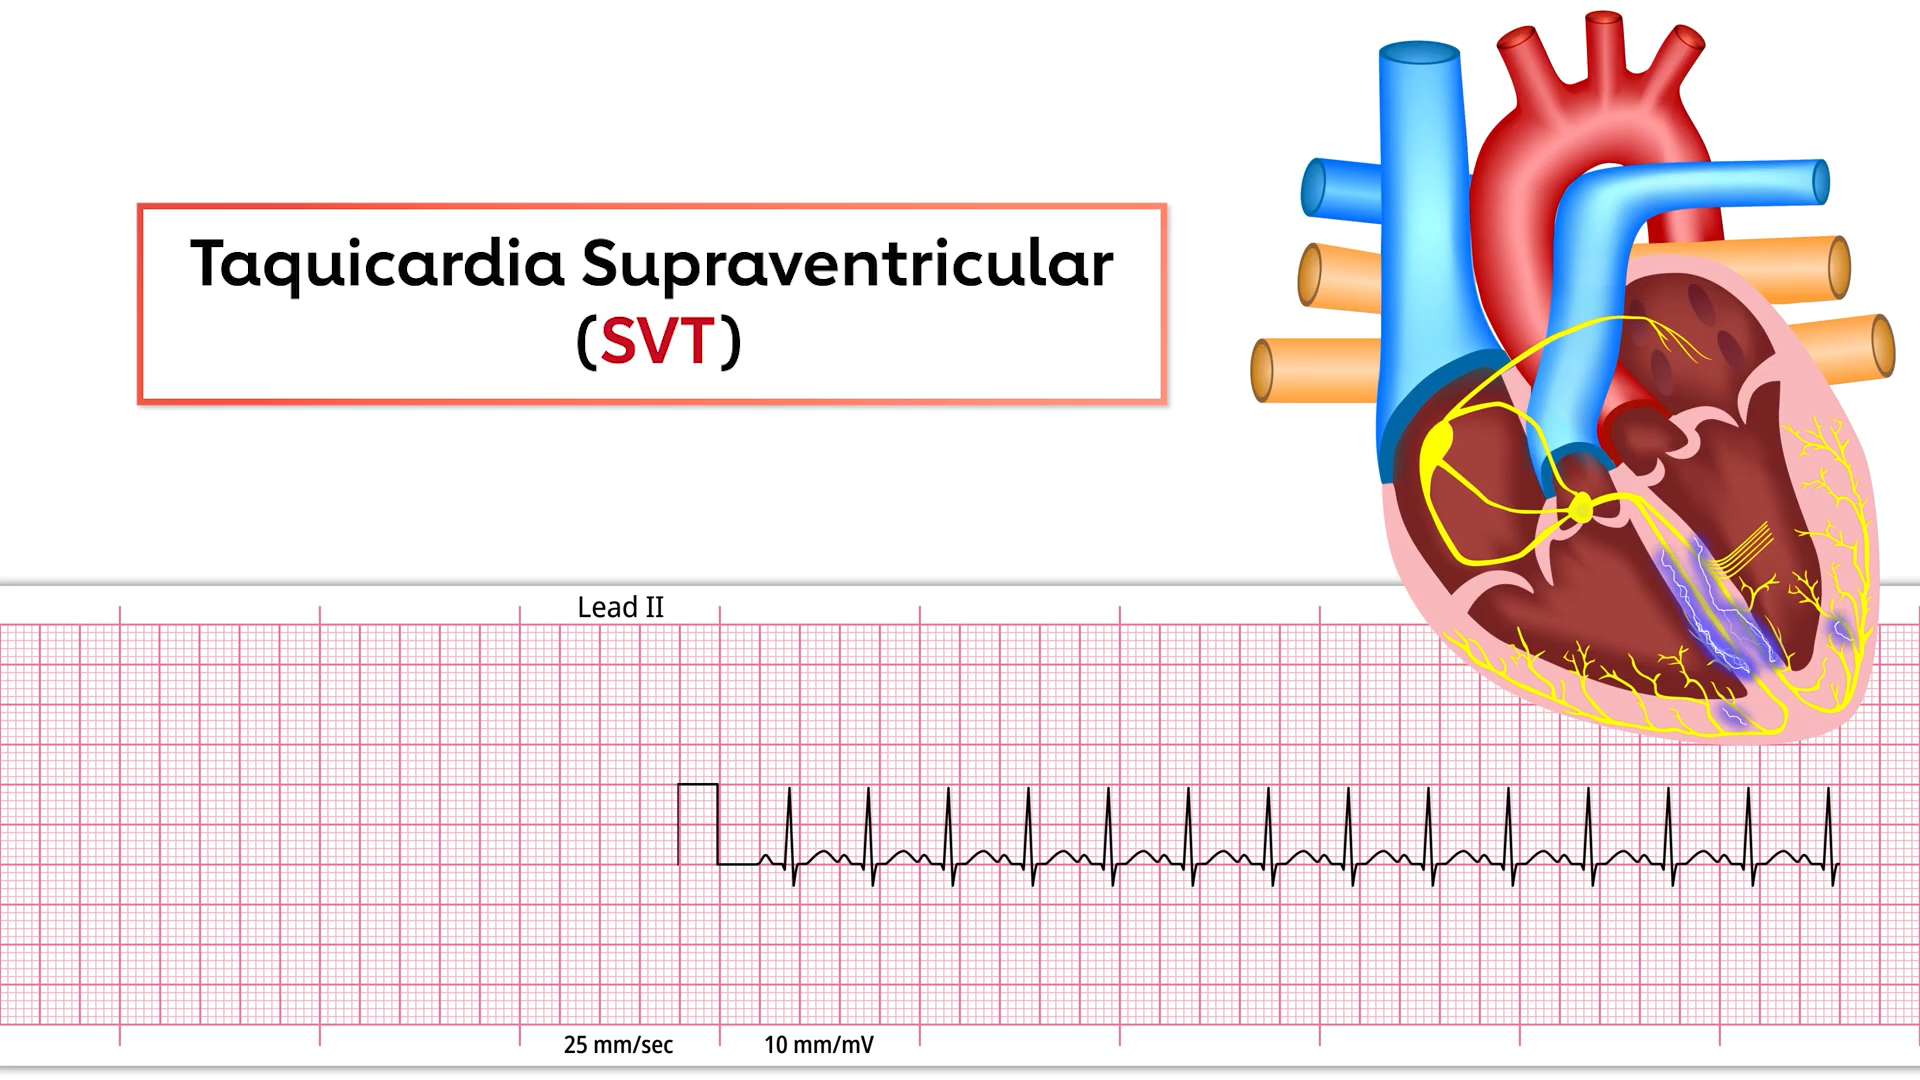 Taquicardia Supraventricular
(SVT)
Lead II
25 mm/sec
10 mm/mV